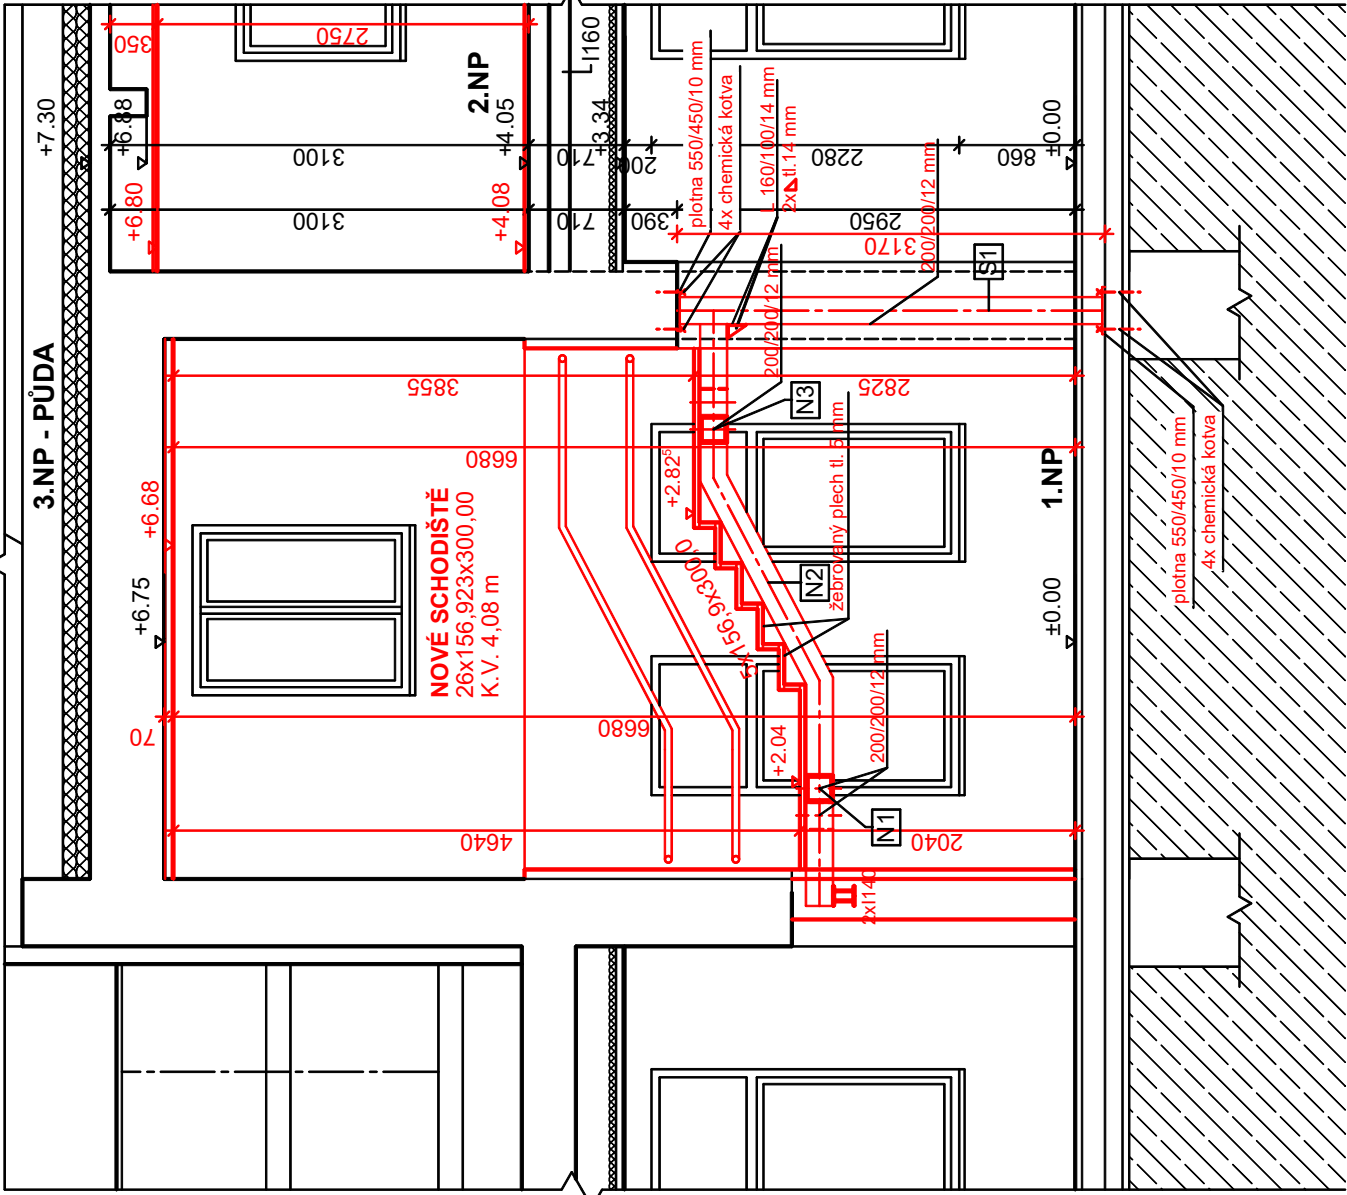 3.NP - PŮDA
+7.30
+6.88
+6.80
+6.68
+6.75
350
2750
3100
3100
2.NP
+4.05
+4.08
I160
+3.34
710
710
200
390
2280
2950
3170
860
±0.00
plotna 550/450/10 mm
4x chemická kotva
L 160/100/14 mm
2x tl.14 mm
200/200/12 mm
200/200/12 mm
S1
3855
2825
6680
6680
70
4640
2040
NOVÉ SCHODIŠTĚ
26x156,923x300,00
K.V. 4,08 m
+2.82⁵
5x156,9x300,0
N3
N2
žebrovaný plech tl. 5 mm
1.NP
±0.00
+2.04
200/200/12 mm
N1
2xI140
plotna 550/450/10 mm
4x chemická kotva